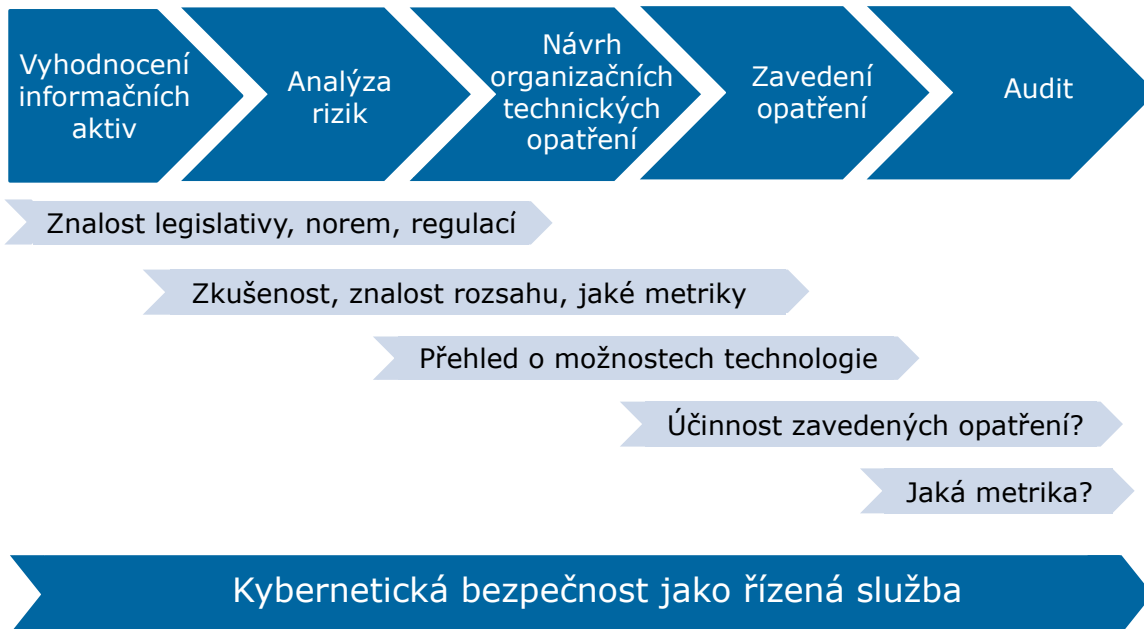 Vyhodnocení
informačních
aktiv
Analýza
rizik
Návrh
organizačních
technických
opatření
Zavedení
opatření
Audit
Znalost legislativy, norem, regulací
Zkušenost, znalost rozsahu, jaké metriky
Přehled o možnostech technologie
Účinnost zavedených opatření?
Jaká metrika?
Kybernetická bezpečnost jako řízená služba